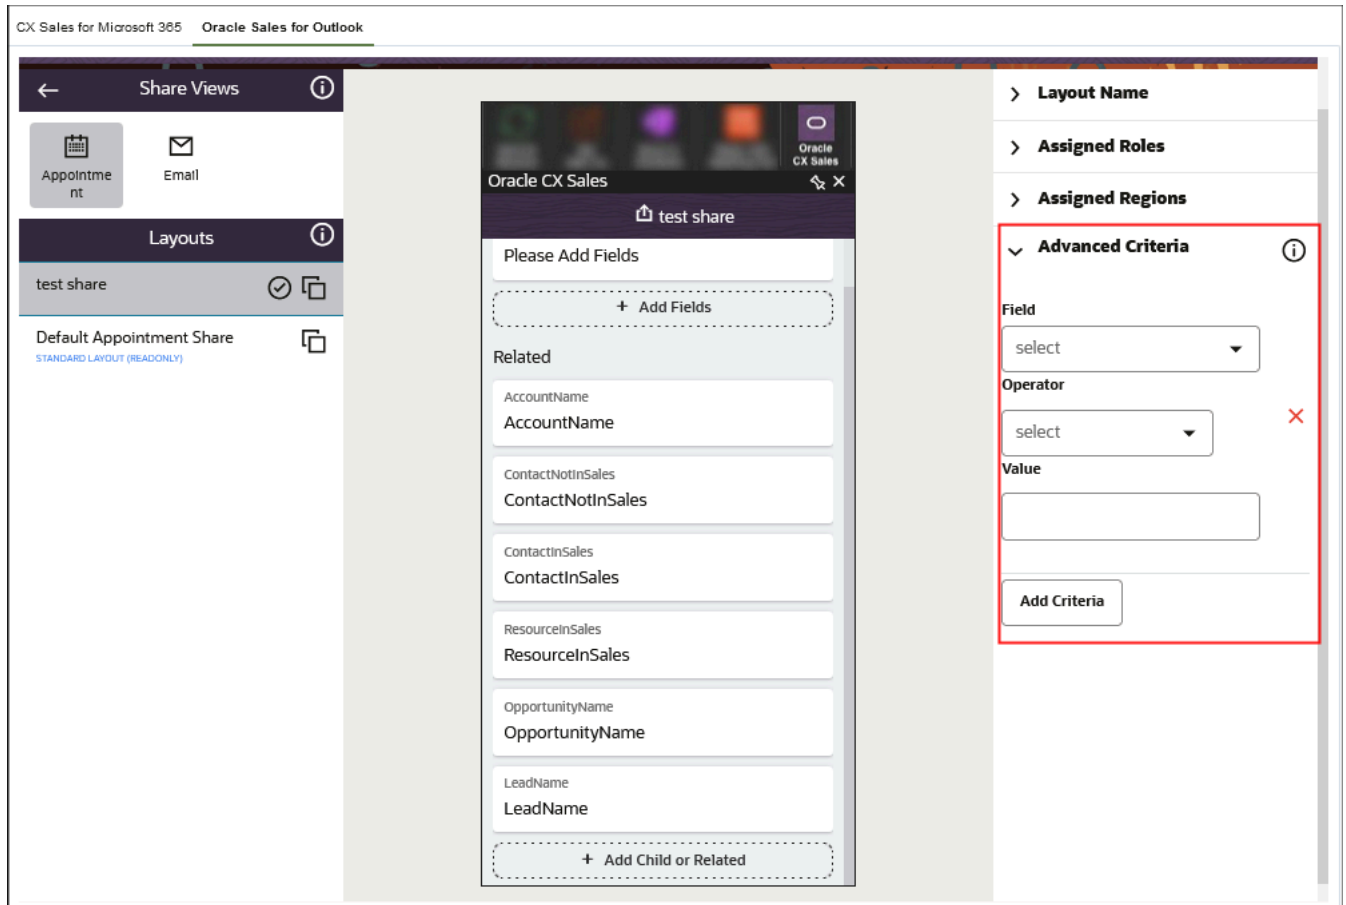 CX Sales for Microsoft 365 Oracle Sales for Outlook
Share Views
Appointme
nt
Email
Layouts
test share
Default Appointment Share
STANDARD LAYOUT (READONLY)
Oracle
CX Sales
Oracle CX Sales
test share
Please Add Fields
+ Add Fields
Related
AccountName
AccountName
ContactNotInSales
ContactNotInSales
ContactInSales
ContactInSales
ResourceInSales
ResourceInSales
OpportunityName
OpportunityName
LeadName
LeadName
+ Add Child or Related
Layout Name
Assigned Roles
Assigned Regions
Advanced Criteria
Field
select
Operator
select
Value
Add Criteria